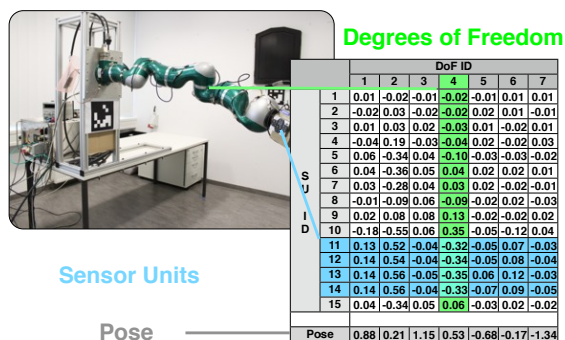 Degrees of Freedom
DoF ID
1 2 3 4 5 6 7
SU ID
1 0.01 -0.02 -0.01 -0.02 -0.01 0.01 0.01
2 -0.02 0.03 -0.02 -0.02 0.02 0.01 -0.01
3 0.01 0.03 0.02 -0.03 0.01 -0.02 0.01
4 -0.04 0.19 -0.03 -0.04 0.02 -0.02 0.03
5 0.06 -0.34 0.04 -0.10 -0.03 -0.03 -0.02
6 0.04 -0.36 0.05 0.04 0.02 0.02 0.01
7 0.03 -0.28 0.04 0.03 0.02 -0.02 -0.01
8 -0.01 -0.09 0.06 -0.09 -0.02 0.02 -0.03
9 0.02 0.08 0.08 0.13 -0.02 -0.02 0.02
10 -0.18 -0.55 0.06 0.35 -0.05 -0.12 0.04
11 0.13 0.52 -0.04 -0.32 -0.05 0.07 -0.03
12 0.14 0.54 -0.04 -0.34 -0.05 0.08 -0.04
13 0.14 0.56 -0.05 -0.35 0.06 0.12 -0.03
14 0.14 0.56 -0.04 -0.33 -0.07 0.09 -0.05
15 0.04 -0.34 0.05 0.06 -0.03 0.02 -0.02
Sensor Units
Pose
Pose 0.88 0.21 1.15 0.53 -0.68 -0.17 -1.34